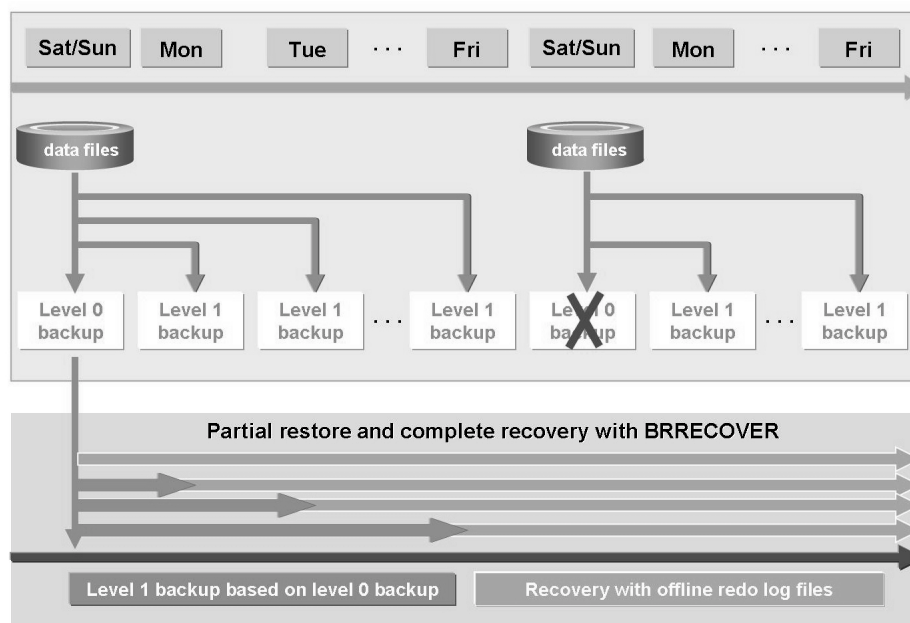 Sat/Sun Mon Tue . . . Fri Sat/Sun Mon . . . Fri
data files data files
Level 0 backup
Level 1 backup
Level 1 backup
. . .
Level 1 backup
Level 0 backup
Level 1 backup
. . .
Level 1 backup
Partial restore and complete recovery with BRRECOVER
Level 1 backup based on level 0 backup
Recovery with offline redo log files